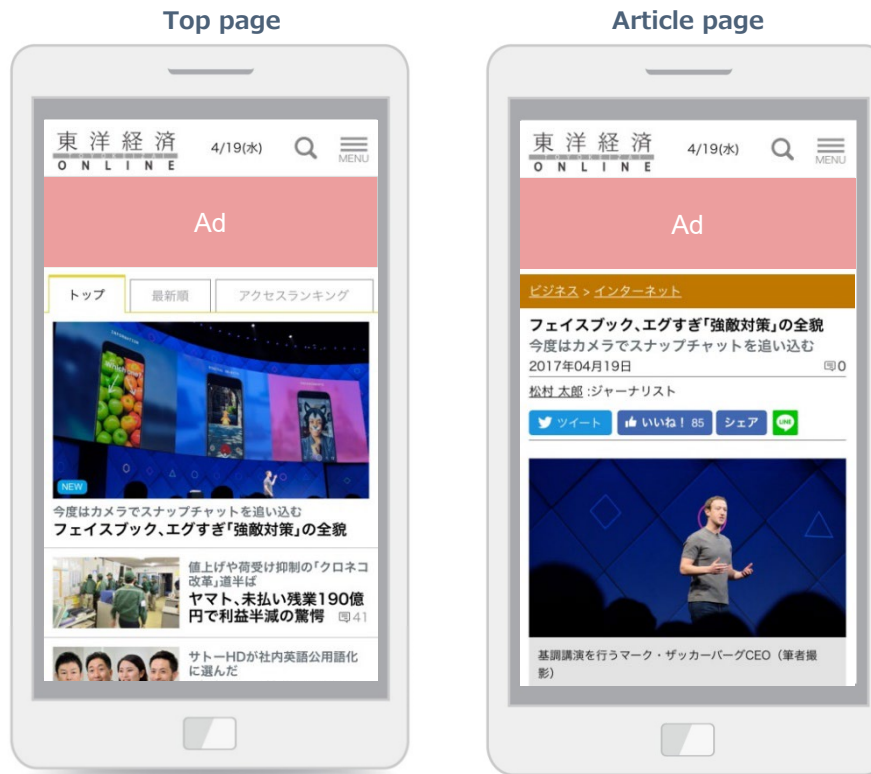 Top page
東洋経済
TOYOKEIZAI
ONLINE
4/19(水)
MENU
Ad
トップ
最新順
アクセスランキング
NEW
今度はカメラでスナップチャットを追い込む
フェイスブック、エグすぎ「強敵対策」の全貌
値上げや荷受け抑制の「クロネコ
改革」道半ば
ヤマト、未払い残業190億
円で利益半減の驚愕 41
サトーHDが社内英語公用語化
に選んだ
Article page
東洋経済
TOYOKEIZAI
ONLINE
4/19(水)
MENU
Ad
ビジネス > インターネット
フェイスブック、エグすぎ「強敵対策」の全貌
今度はカメラでスナップチャットを追い込む
2017年04月19日 0
松村 太郎 :ジャーナリスト
ツイート いいね! 85 シェア LINE
基調講演を行うマーク・ザッカーバーグCEO（筆者撮
影）